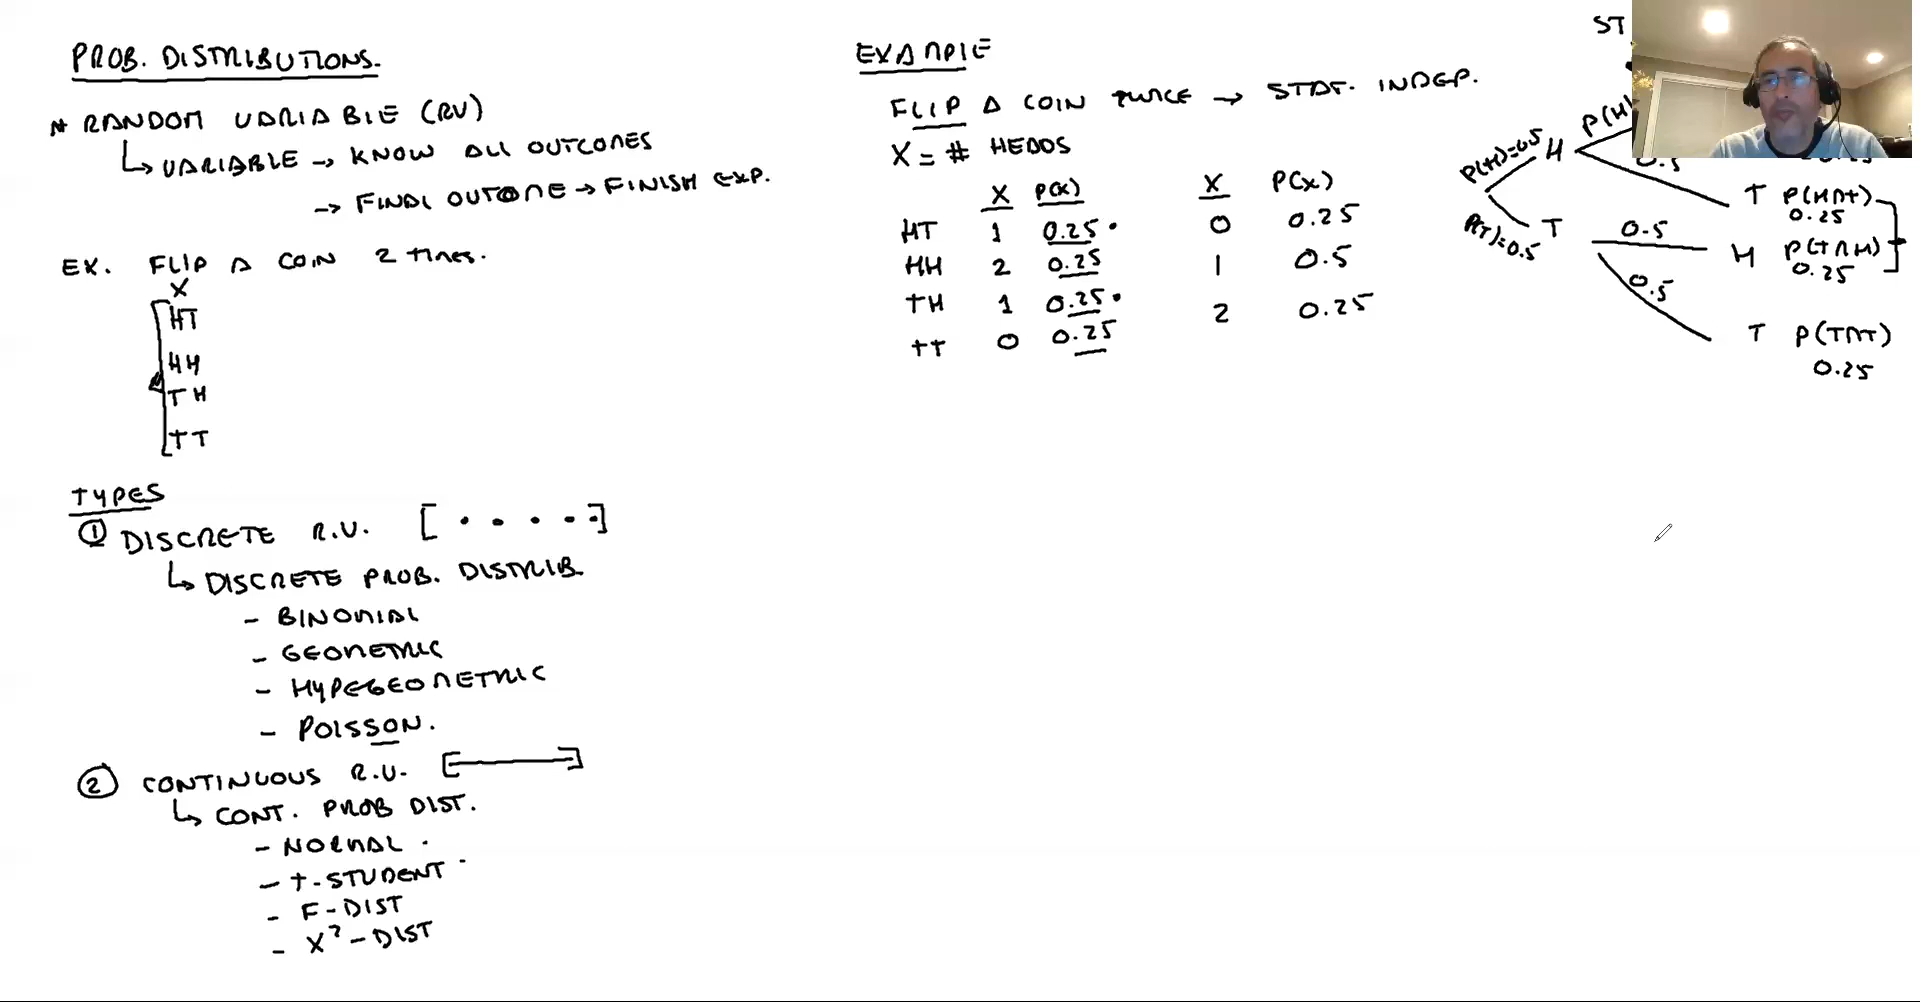 PROB. DISTRIBUTIONS.
* RANDOM VARIABLE (RV)
↳ VARIABLE → KNOW ALL OUTCOMES
→ FINAL OUTCOME → FINISH EXP.
EX. FLIP A COIN 2 TIMES.
X
HT
HH
TH
TT
TYPES
① DISCRETE R.V. [ . . . . . ]
↳ DISCRETE PROB. DISTRIB.
- BINOMIAL
- GEOMETRIC
- HYPEGEOMETRIC
- POISSON.
② CONTINUOUS R.V. [ ]
↳ CONT. PROB DIST.
- NORMAL .
- T-STUDENT
- F-DIST
- X² - DIST
EXAMPLE
FLIP A COIN TWICE → STAT. INDEP.
X = # HEADS
X P(X)
HT 1 0.25 .
HH 2 0.25
TH 1 0.25 .
TT 0 0.25
X P(X)
0 0.25
1 0.5
2 0.25
ST
P(H)=0.5 H P(H)
0.5
T P(H∩T)
0.25
P(T)=0.5 T 0.5 H P(T∩H)
0.25
0.5
T P(T∩T)
0.25